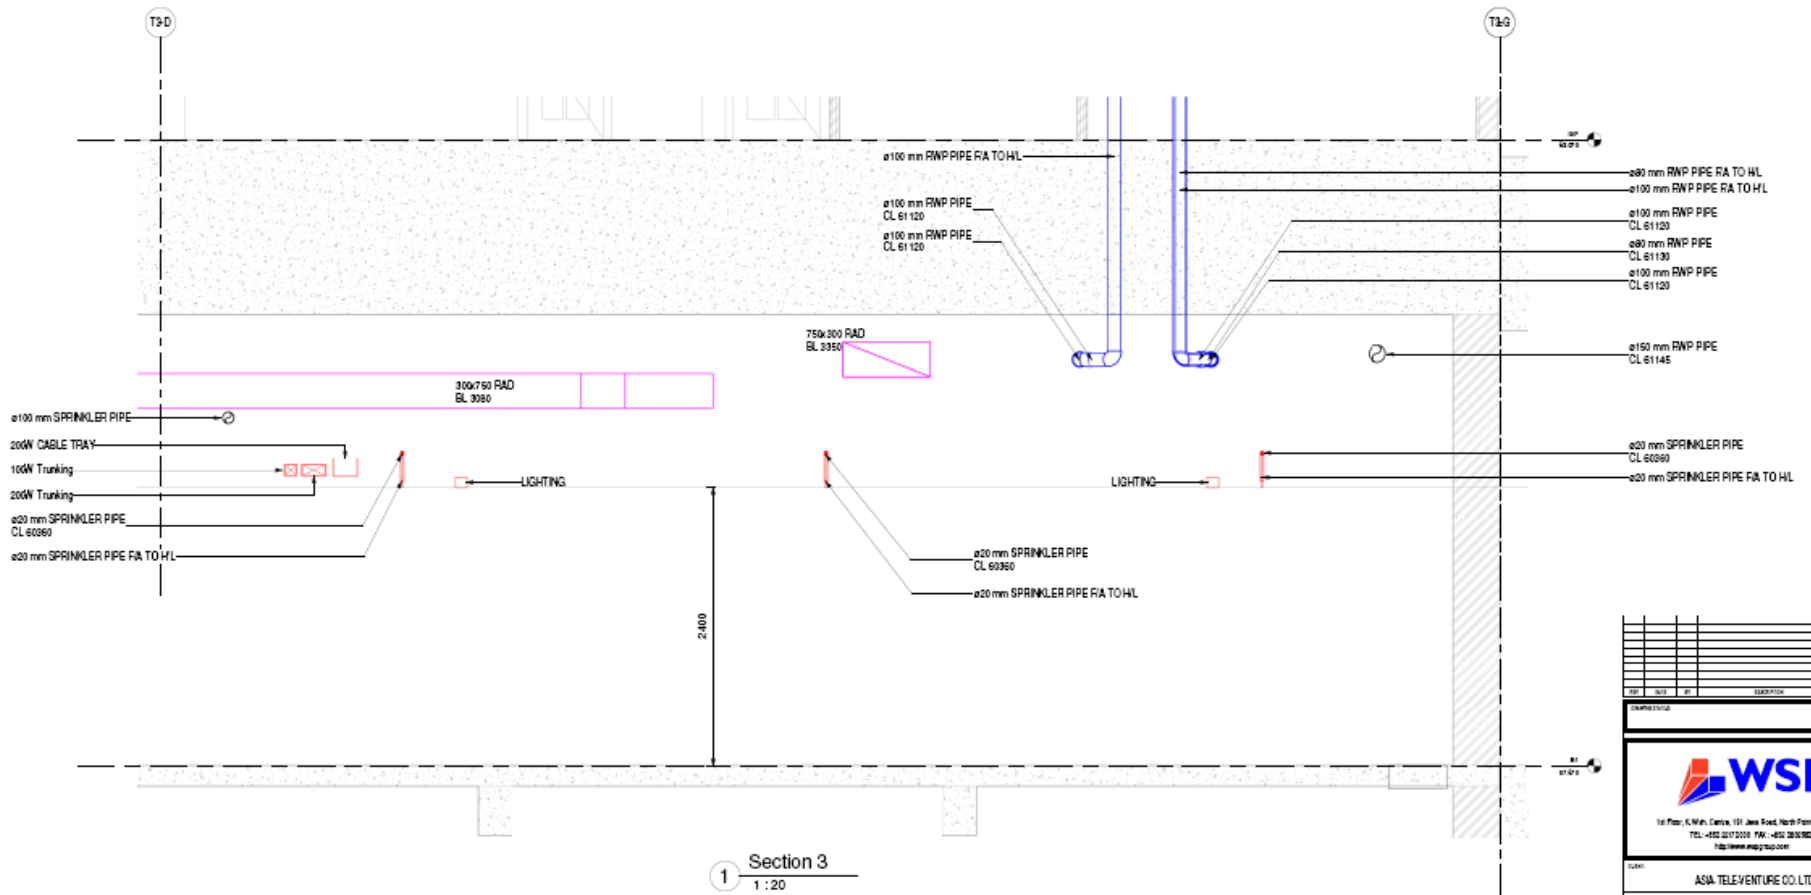 T3-D
T3-G
ø100 mm RWP PIPE F/A TO H/L
ø100 mm RWP PIPE
CL 61120
ø100 mm RWP PIPE
CL 61120
ø80 mm RWP PIPE F/A TO H/L
ø100 mm RWP PIPE F/A TO H/L
ø100 mm RWP PIPE
CL 61120
ø80 mm RWP PIPE
CL 61130
ø100 mm RWP PIPE
CL 61120
750x300 RAD
BL 3350
ø150 mm RWP PIPE
CL 61145
300x750 RAD
BL 3080
ø100 mm SPRINKLER PIPE
200W CABLE TRAY
100W Trunking
200W Trunking
ø20 mm SPRINKLER PIPE
CL 60360
ø20 mm SPRINKLER PIPE F/A TO H/L
LIGHTING
LIGHTING
ø20 mm SPRINKLER PIPE
CL 60360
ø20 mm SPRINKLER PIPE F/A TO H/L
ø20 mm SPRINKLER PIPE
CL 60360
ø20 mm SPRINKLER PIPE F/A TO H/L
2400
1
Section 3
1 : 20
DESCRIPTION
WSP
ASIA TELE-VENTURE CO. LTD